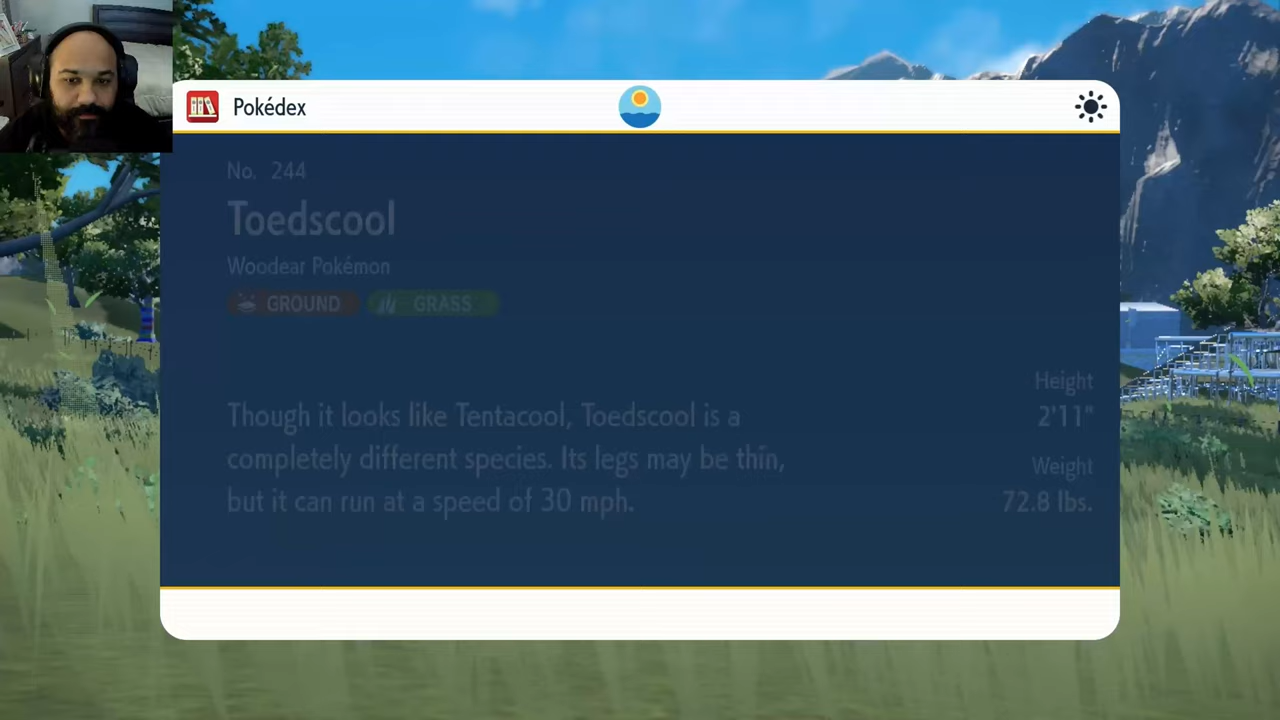 Pokédex
No. 244
Toedscool
Woodear Pokémon
GROUND GRASS
Height
2'11"
Though it looks like Tentacool, Toedscool is a
completely different species. Its legs may be thin,
but it can run at a speed of 30 mph.
Weight
72.8 lbs.